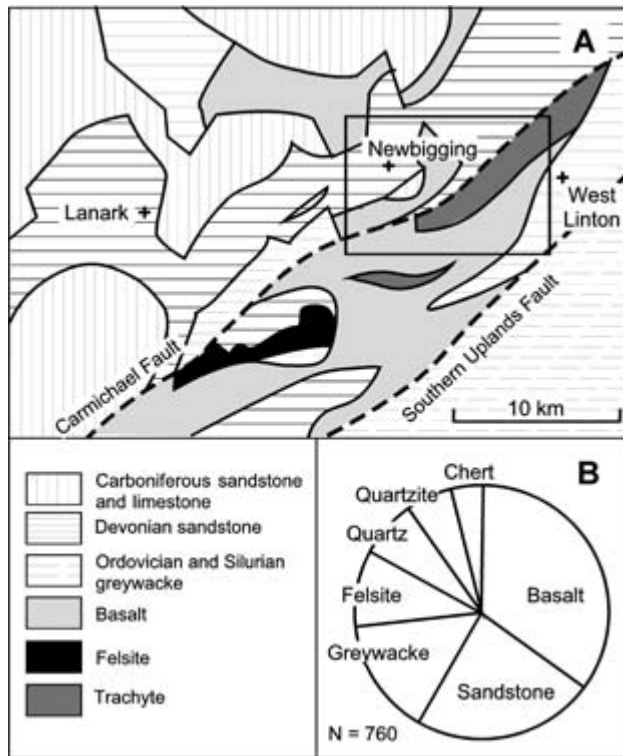 A
Newbigging
Lanark
West
Linton
Carmichael Fault
Southern Uplands Fault
10 km
Carboniferous sandstone
and limestone
Devonian sandstone
Ordovician and Silurian
greywacke
Basalt
Felsite
Trachyte
B
Chert
Quartzite
Quartz
Felsite
Greywacke
Basalt
Sandstone
N = 760